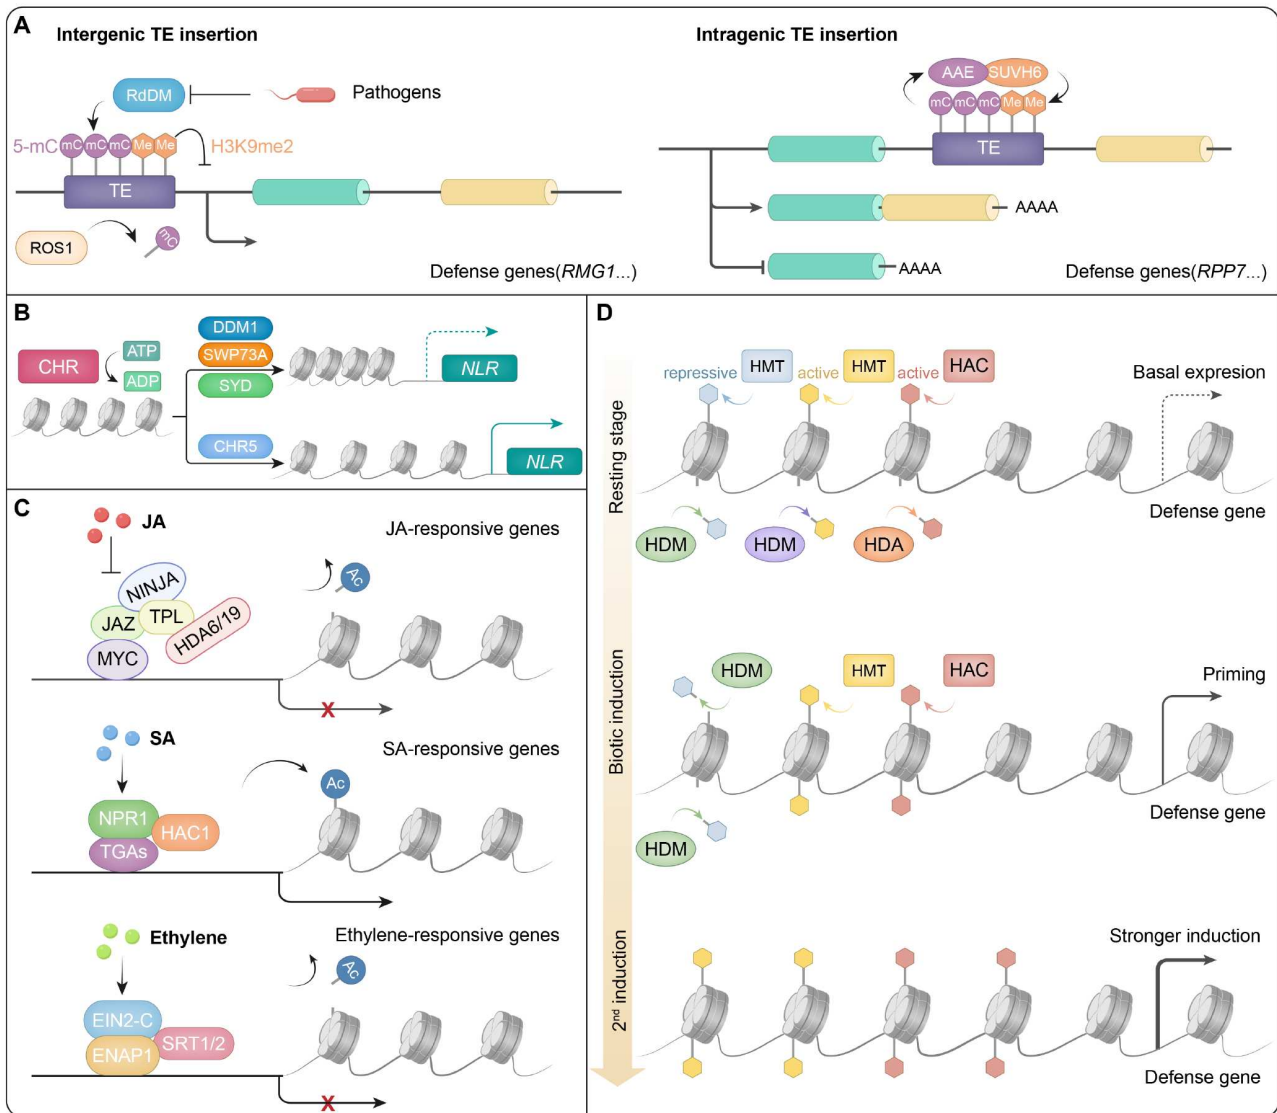 A
Intergenic TE insertion
RdDM
Pathogens
5-mC mC mC mC Me Me H3K9me2
TE
ROS1
mC
Defense genes(RMG1...)
Intragenic TE insertion
AAE SUVH6
mC mC mC Me Me
TE
AAAA
AAAA
Defense genes(RPP7...)
B
CHR
ATP
ADP
DDM1
SWP73A
SYD
NLR
CHR5
NLR
C
JA
JA-responsive genes
NINJA
Ac
JAZ
TPL
HDA6/19
MYC
X
SA
SA-responsive genes
Ac
NPR1
HAC1
TGAs
Ethylene
Ethylene-responsive genes
Ac
EIN2-C
SRT1/2
ENAP1
X
D
Resting stage
repressive
HMT
active
HMT
active
HAC
Basal expresion
Defense gene
HDM
HDM
HDA
Biotic induction
HDM
HMT
HAC
Priming
Defense gene
HDM
2nd induction
Stronger induction
Defense gene